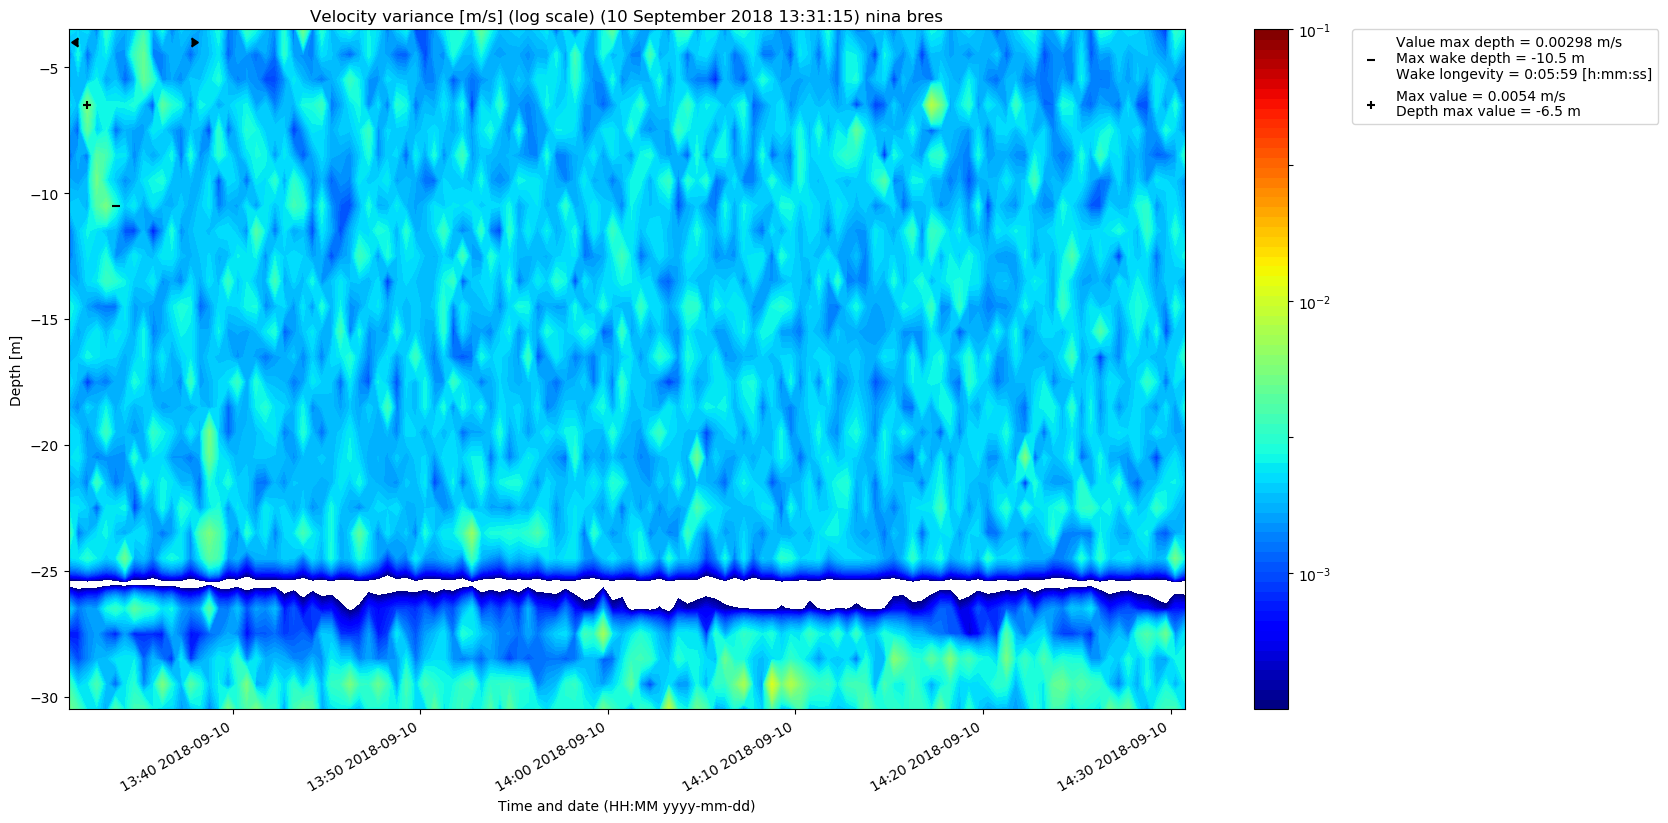 Velocity variance [m/s] (log scale) (10 September 2018 13:31:15) nina bres
Value max depth = 0.00298 m/s
Max wake depth = -10.5 m
Wake longevity = 0:05:59 [h:mm:ss]
Max value = 0.0054 m/s
Depth max value = -6.5 m
10⁻¹
10⁻²
10⁻³
Depth [m]
−5
−10
−15
−20
−25
−30
13:40 2018-09-10
13:50 2018-09-10
14:00 2018-09-10
14:10 2018-09-10
14:20 2018-09-10
14:30 2018-09-10
Time and date (HH:MM yyyy-mm-dd)